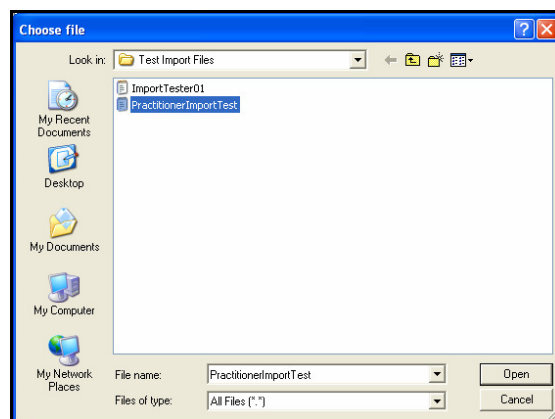 Choose file
Look in:
Test Import Files
ImportTester01
PractitionerImportTest
My Recent
Documents
Desktop
My Documents
My Computer
My Network
Places
File name:
PractitionerImportTest
Open
Files of type:
All Files (*.*)
Cancel